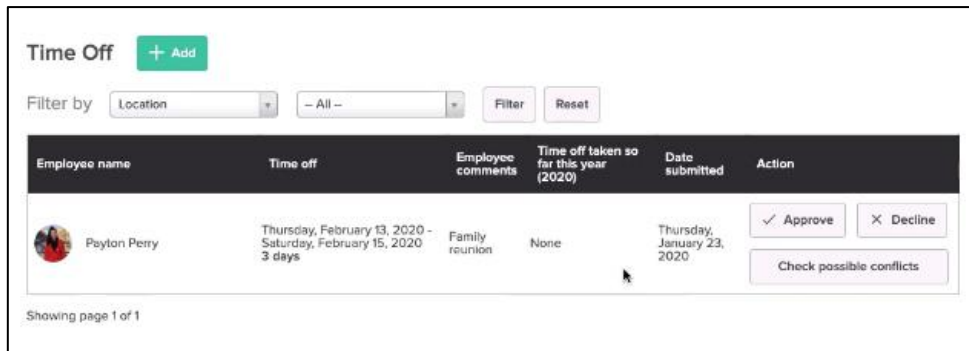 Time Off
+ Add
Filter by Location -- All -- Filter Reset
Employee name Time off Employee comments Time off taken so far this year (2020) Date submitted Action
Payton Perry
Thursday, February 13, 2020 -
Saturday, February 15, 2020
3 days
Family
reunion
None
Thursday,
January 23,
2020
✓ Approve
× Decline
Check possible conflicts
Showing page 1 of 1